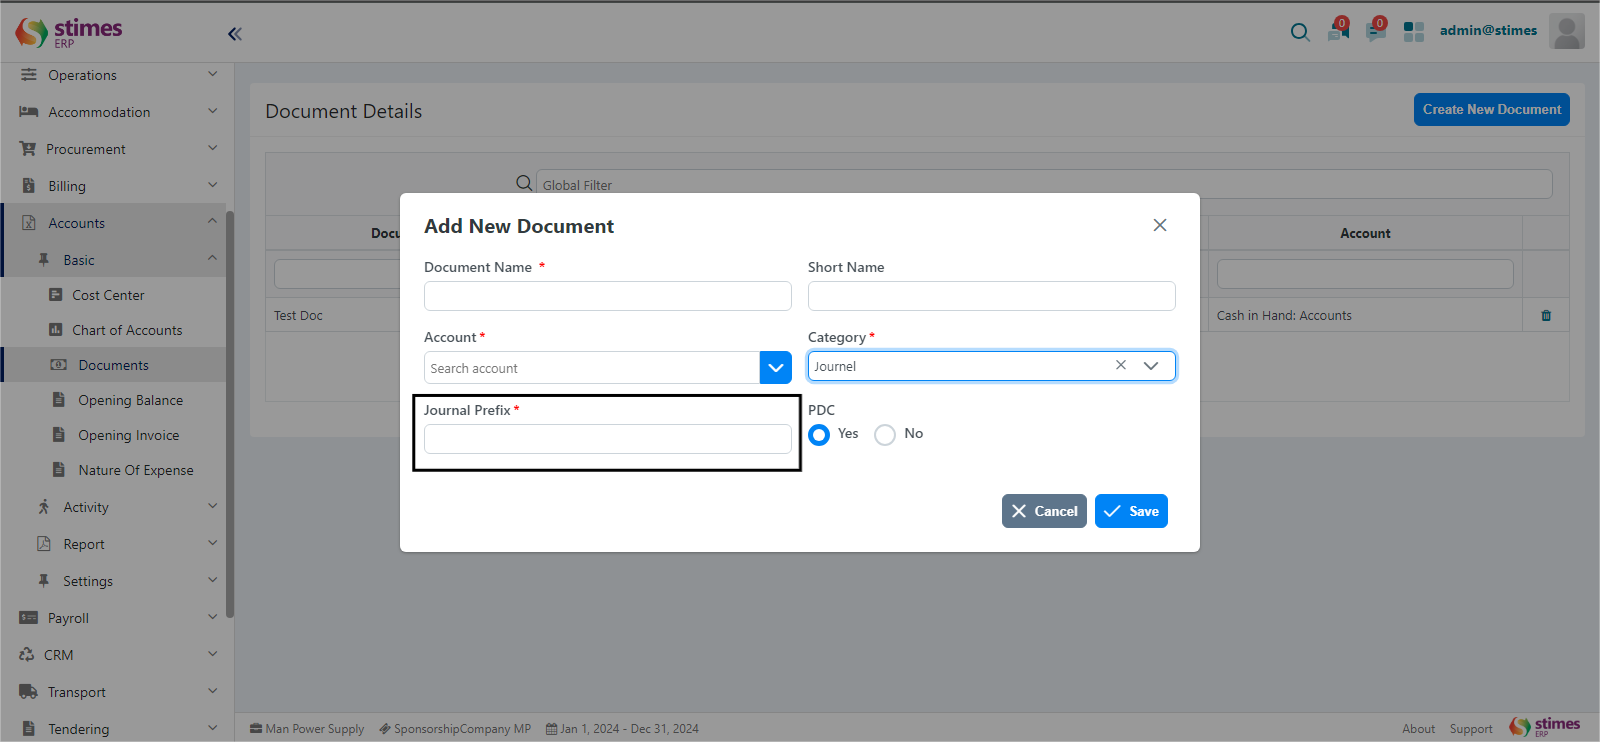 stimes
ERP
0
0
admin@stimes
Operations
Accommodation
Procurement
Billing
Accounts
Basic
Cost Center
Chart of Accounts
Documents
Opening Balance
Opening Invoice
Nature Of Expense
Activity
Report
Settings
Payroll
CRM
Transport
Tendering
Document Details
Create New Document
Global Filter
Account
Test Doc
Cash in Hand: Accounts
Add New Document
Document Name *
Short Name
Account *
Category *
Search account
Journel
Journal Prefix *
PDC
Yes No
Cancel
Save
Man Power Supply SponsorshipCompany MP Jan 1, 2024 - Dec 31, 2024
About Support stimes
ERP